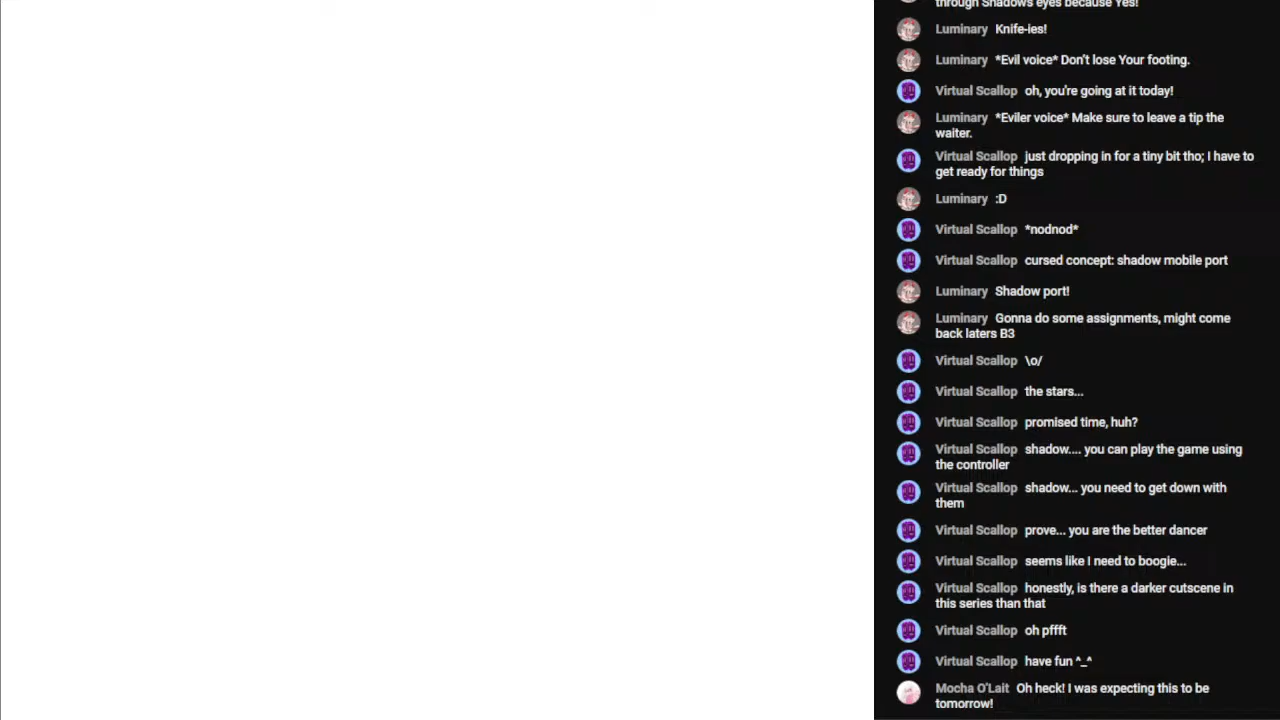 through Shadows eyes because Yes!
Luminary Knife-ies!
Luminary *Evil voice* Don't lose Your footing.
Virtual Scallop oh, you're going at it today!
Luminary *Eviler voice* Make sure to leave a tip the
waiter.
Virtual Scallop just dropping in for a tiny bit tho; I have to
get ready for things
Luminary :D
Virtual Scallop *nodnod*
Virtual Scallop cursed concept: shadow mobile port
Luminary Shadow port!
Luminary Gonna do some assignments, might come
back laters B3
Virtual Scallop \o/
Virtual Scallop the stars...
Virtual Scallop promised time, huh?
Virtual Scallop shadow.... you can play the game using
the controller
Virtual Scallop shadow... you need to get down with
them
Virtual Scallop prove... you are the better dancer
Virtual Scallop seems like I need to boogie...
Virtual Scallop honestly, is there a darker cutscene in
this series than that
Virtual Scallop oh pffft
Virtual Scallop have fun ^_^
Mocha O'Lait Oh heck! I was expecting this to be
tomorrow!